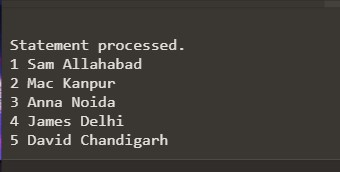 Statement processed.
1 Sam Allahabad
2 Mac Kanpur
3 Anna Noida
4 James Delhi
5 David Chandigarh